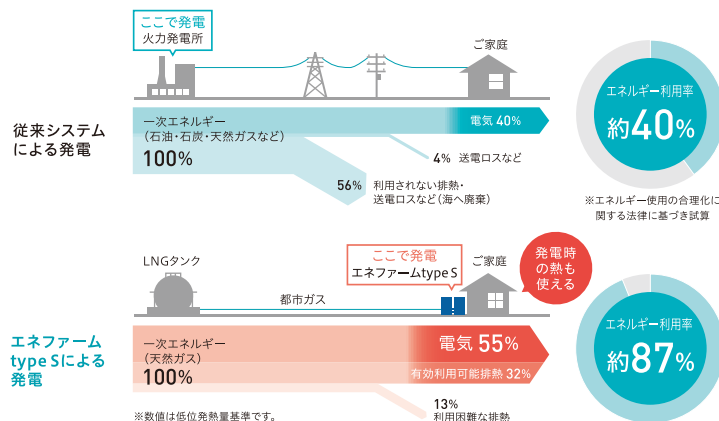 ここで発電
火力発電所
ご家庭
従来システム
による発電
一次エネルギー
(石油・石炭・天然ガスなど)
100%
電気 40%
4% 送電ロスなど
56% 利用されない排熱・
送電ロスなど(海へ廃棄)
エネルギー利用率
約40%
※エネルギー使用の合理化に
関する法律に基づき試算
LNGタンク
都市ガス
ここで発電
エネファームtype S
ご家庭
発電時
の熱も
使える
エネファーム
type Sによる
発電
一次エネルギー
(天然ガス)
100%
電気 55%
有効利用可能排熱 32%
13%
利用困難な排熱
エネルギー利用率
約87%
※数値は低位発熱量基準です。